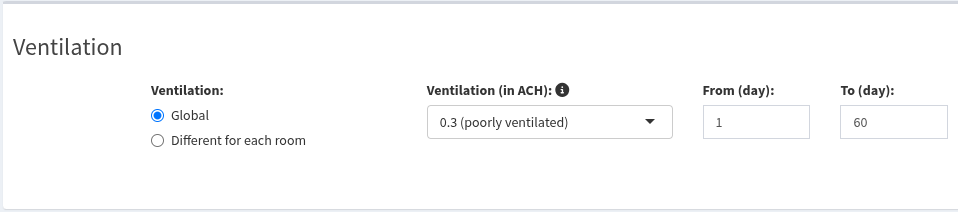 Ventilation
Ventilation: Ventilation (in ACH): From (day): To (day):
Global 0.3 (poorly ventilated) 1 60
Different for each room